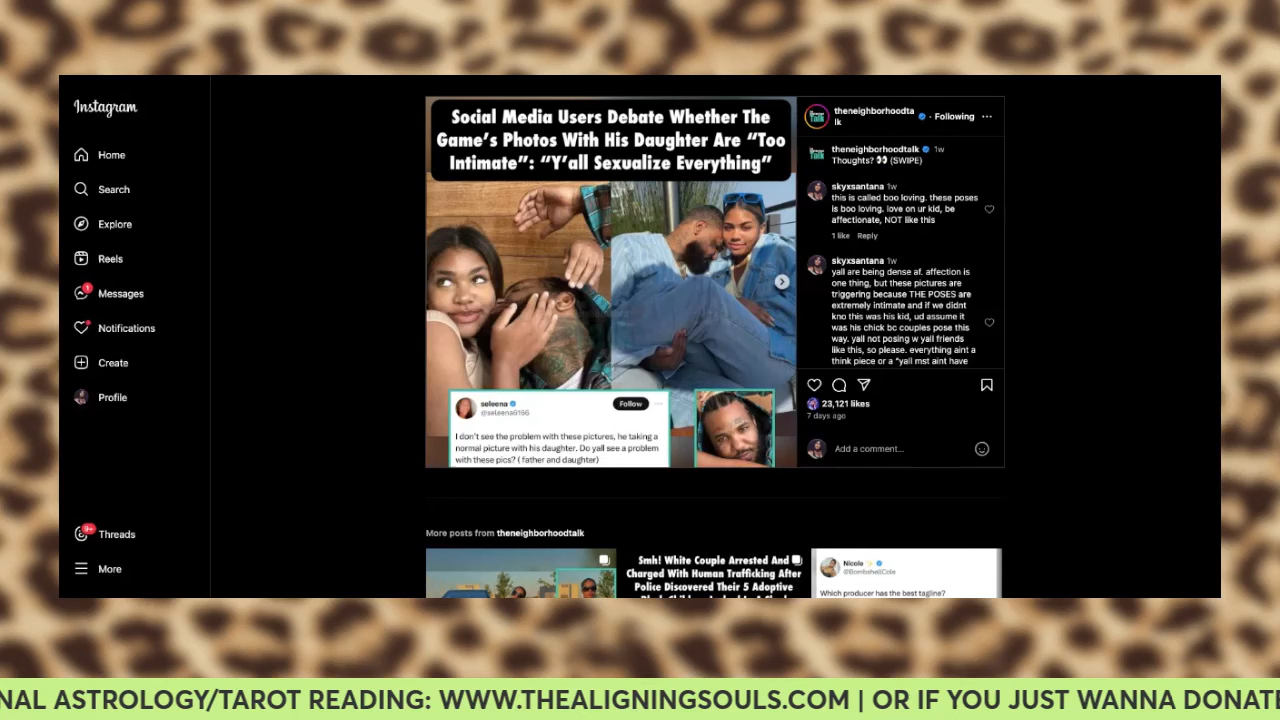 Instagram
Home
Search
Explore
Reels
1
Messages
Notifications
Create
Profile
9+
Threads
More
Social Media Users Debate Whether The
Game's Photos With His Daughter Are "Too
Intimate": "Y'all Sexualize Everything"
seleena
Follow
@seleena6166
I don't see the problem with these pictures, he taking a
normal picture with his daughter. Do yall see a problem
with these pics? ( father and daughter)
theneighborhoodta
lk
• Following
theneighborhoodtalk 1w
Thoughts? 👀 (SWIPE)
skyxsantana 1w
this is called boo loving. these poses
is boo loving. love on ur kid, be
affectionate, NOT like this
1 like Reply
skyxsantana 1w
yall are being dense af. affection is
one thing, but these pictures are
triggering because THE POSES are
extremely intimate and if we didnt
kno this was his kid, ud assume it
was his chick bc couples pose this
way. yall not posing w yall friends
like this, so please. everything aint a
think piece or a "yall mst aint have
23,121 likes
7 days ago
Add a comment...
More posts from theneighborhoodtalk
Smh! White Couple Arrested And
Charged With Human Trafficking After
Police Discovered Their 5 Adoptive
Nicole
@BombshellCole
Which producer has the best tagline?
NAL ASTROLOGY/TAROT READING: WWW.THEALIGNINGSOULS.COM | OR IF YOU JUST WANNA DONATE